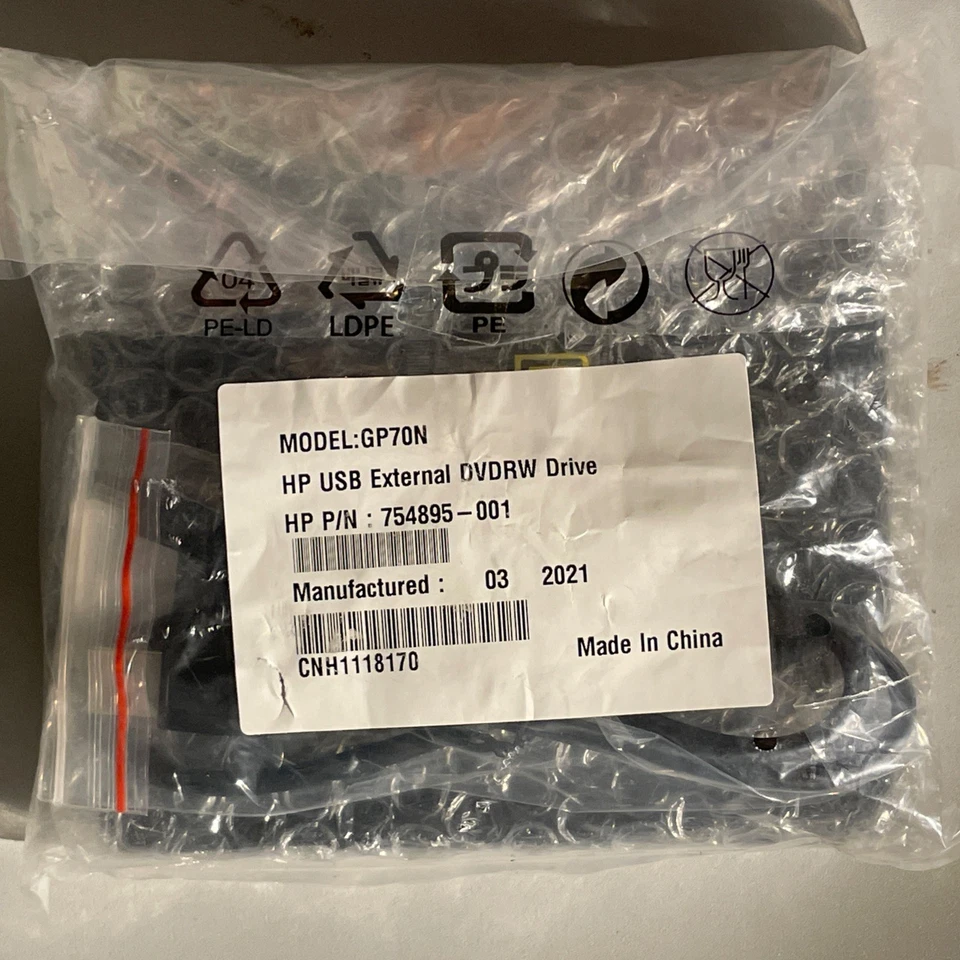 04
PE-LD
LDPE
PE
MODEL:GP70N
HP USB External DVDRW Drive
HP P/N : 754895-001
Manufactured : 03 2021
CNH1118170
Made In China